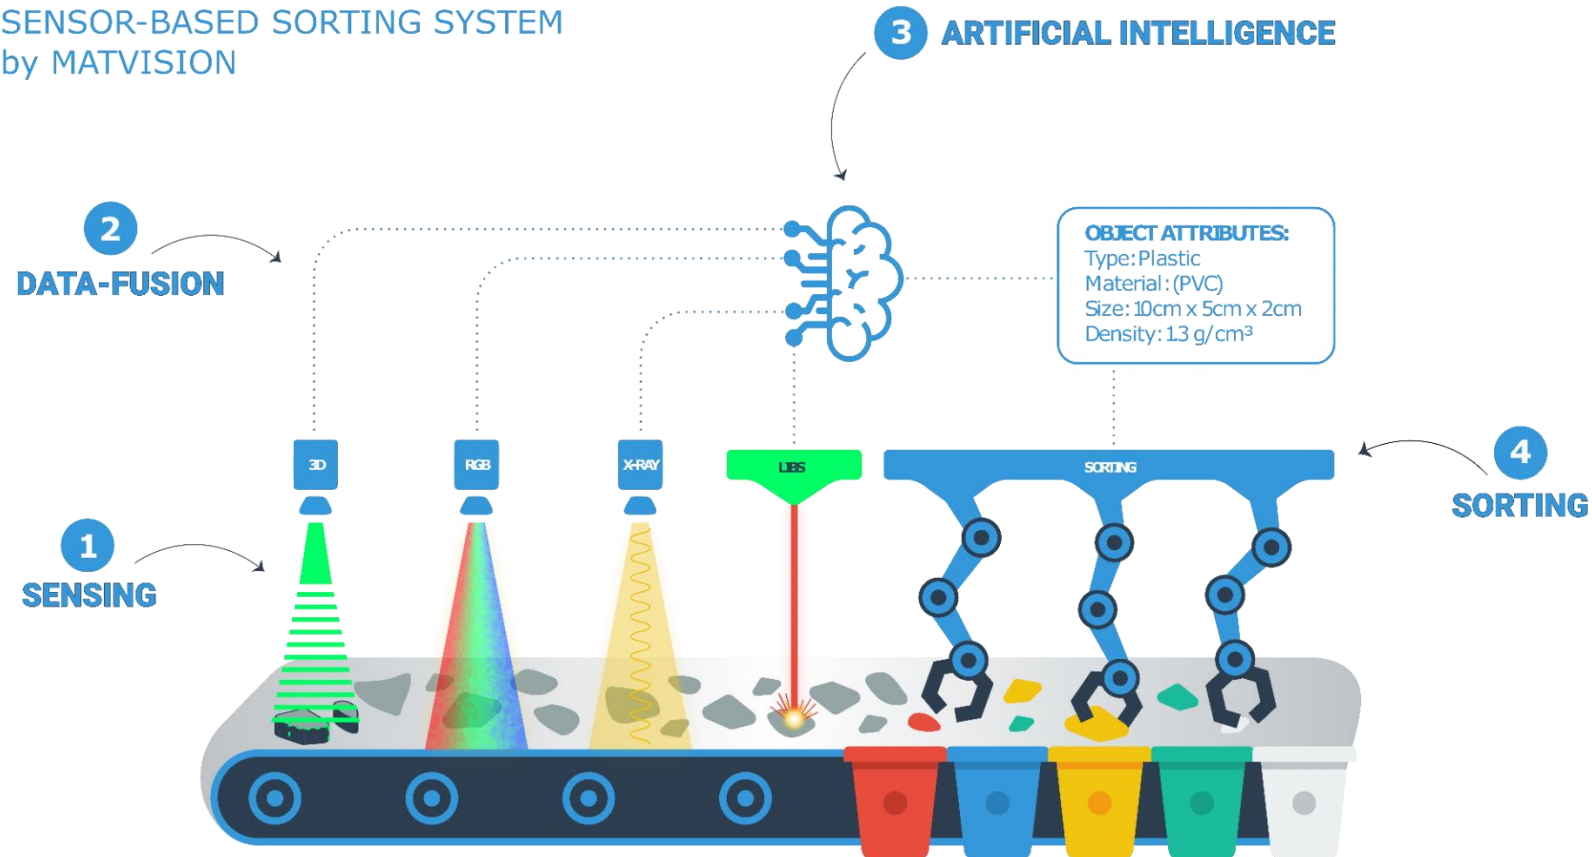 SENSOR-BASED SORTING SYSTEM
by MATVISION
3 ARTIFICIAL INTELLIGENCE
2
DATA-FUSION
OBJECT ATTRIBUTES:
Type: Plastic
Material: (PVC)
Size: 10cm x 5cm x 2cm
Density: 1.3 g/cm³
3D
RGB
X-RAY
LIBS
SORTING
4
SORTING
1
SENSING